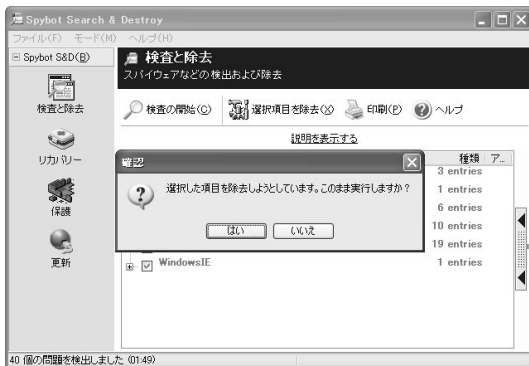 Spybot Search & Destroy
ファイル(F) モード(M) ヘルプ(H)
Spybot S&D(B)
検査と除去
リカバリー
保護
更新
検査と除去
スパイウェアなどの検出および除去
検査の開始(C) 選択項目を除去(X) 印刷(P) ヘルプ
説明を表示する
種類 ア...
3 entries
1 entries
6 entries
10 entries
19 entries
WindowsIE 1 entries
確認
選択した項目を除去しようとしています。このまま実行しますか?
はい いいえ
40 個の問題を検出しました (01:49)